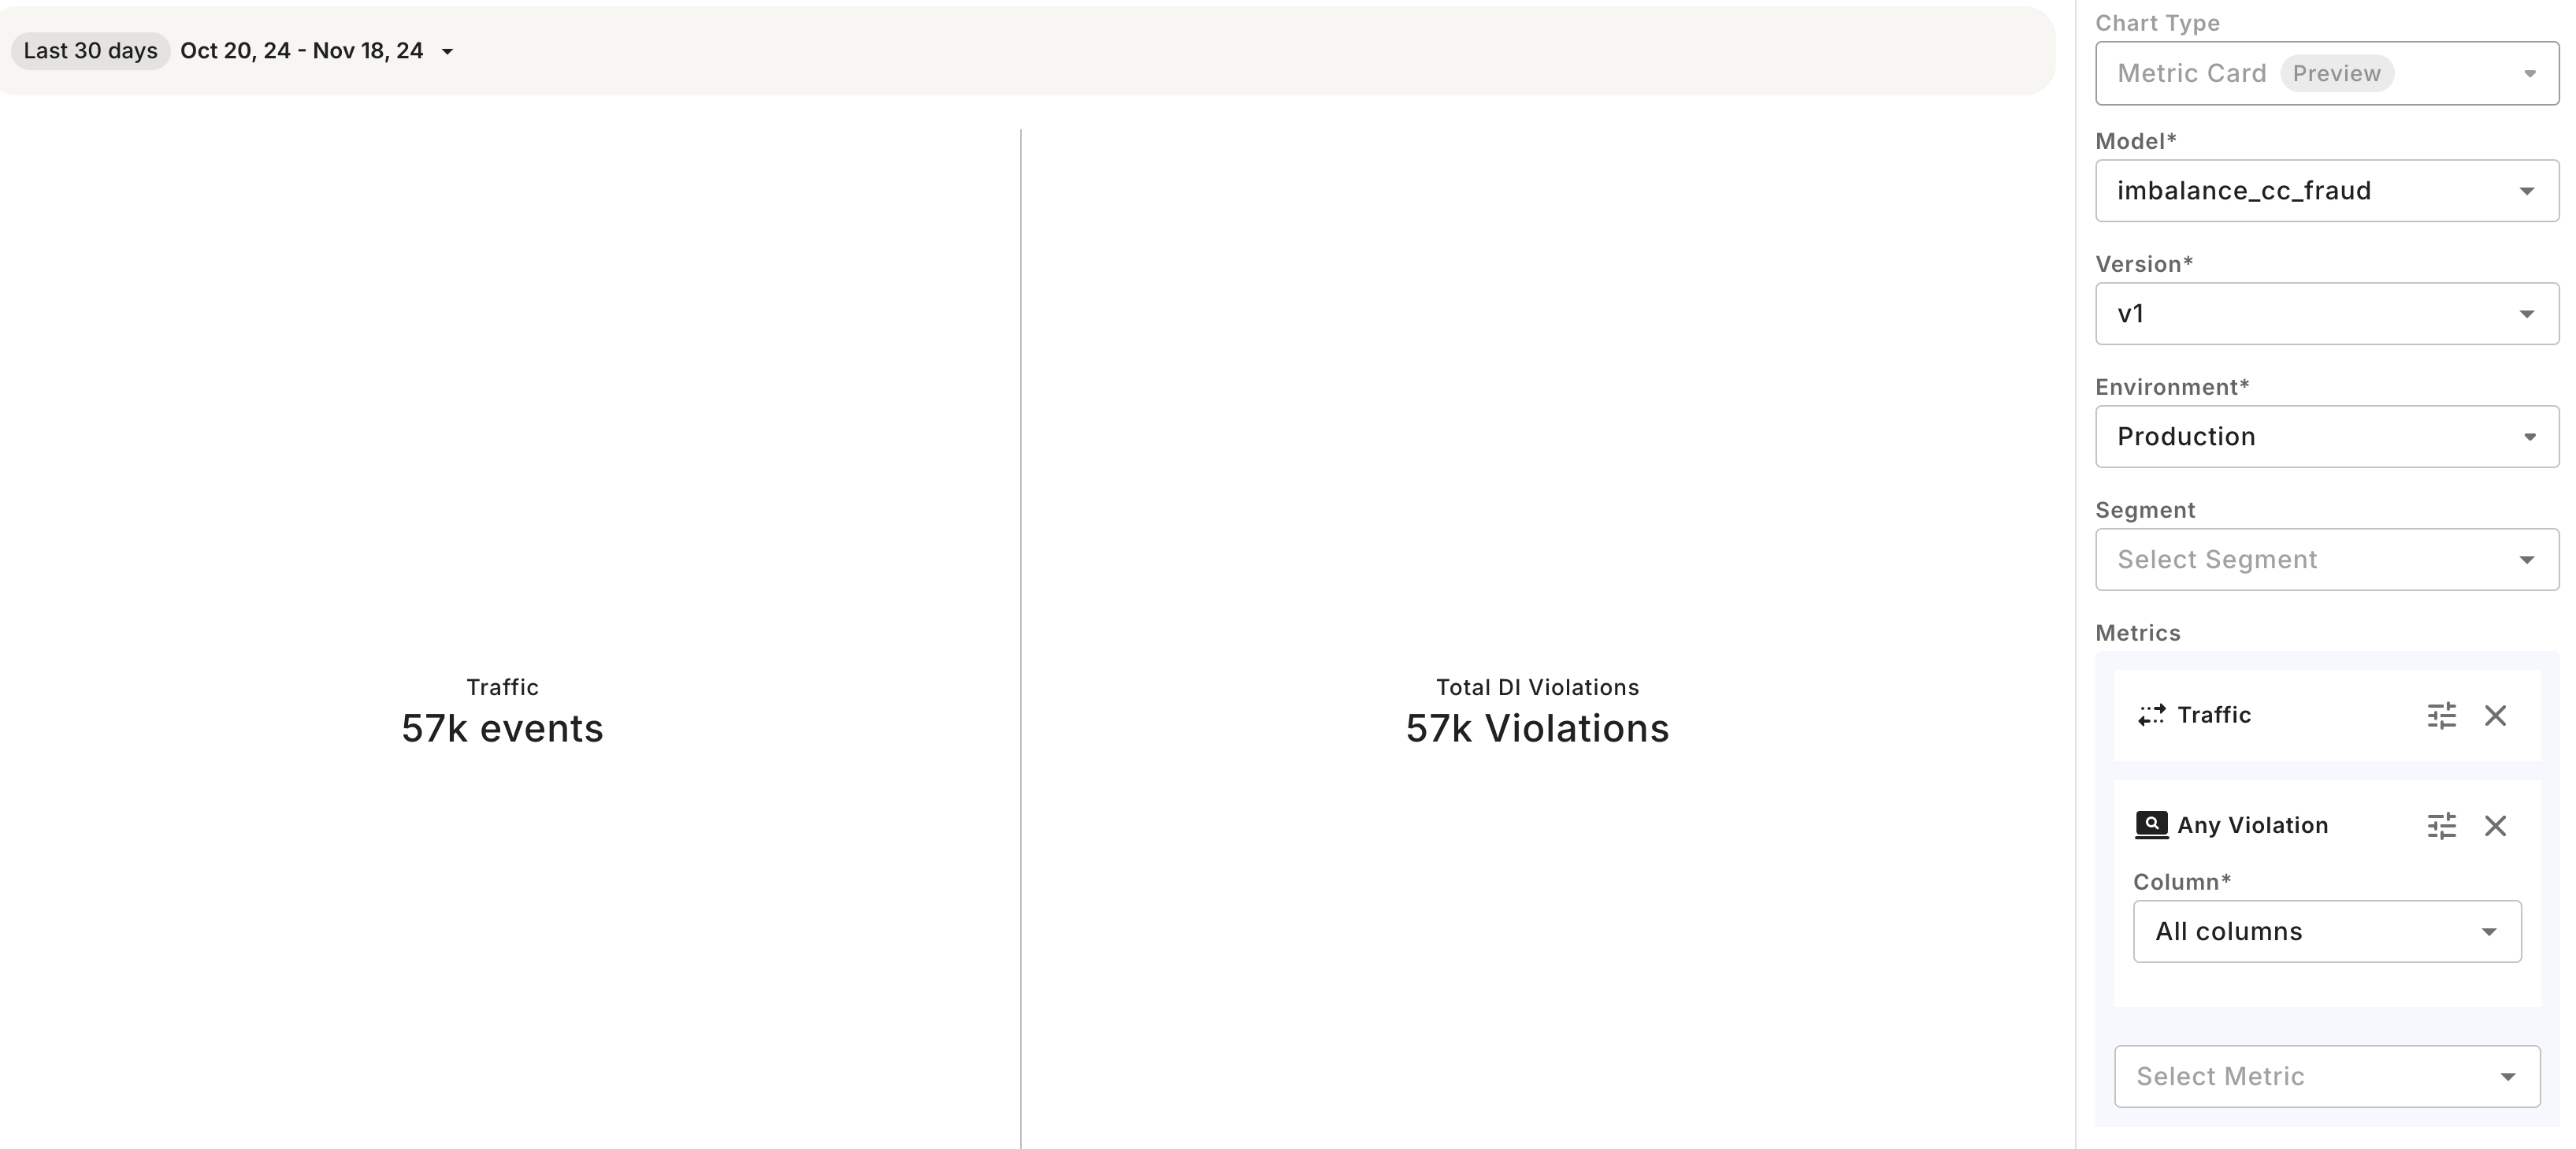 Last 30 days Oct 20, 24 - Nov 18, 24
Traffic
57k events
Total DI Violations
57k Violations
Chart Type
Metric Card Preview
Model*
imbalance_cc_fraud
Version*
v1
Environment*
Production
Segment
Select Segment
Metrics
Traffic
Any Violation
Column*
All columns
Select Metric